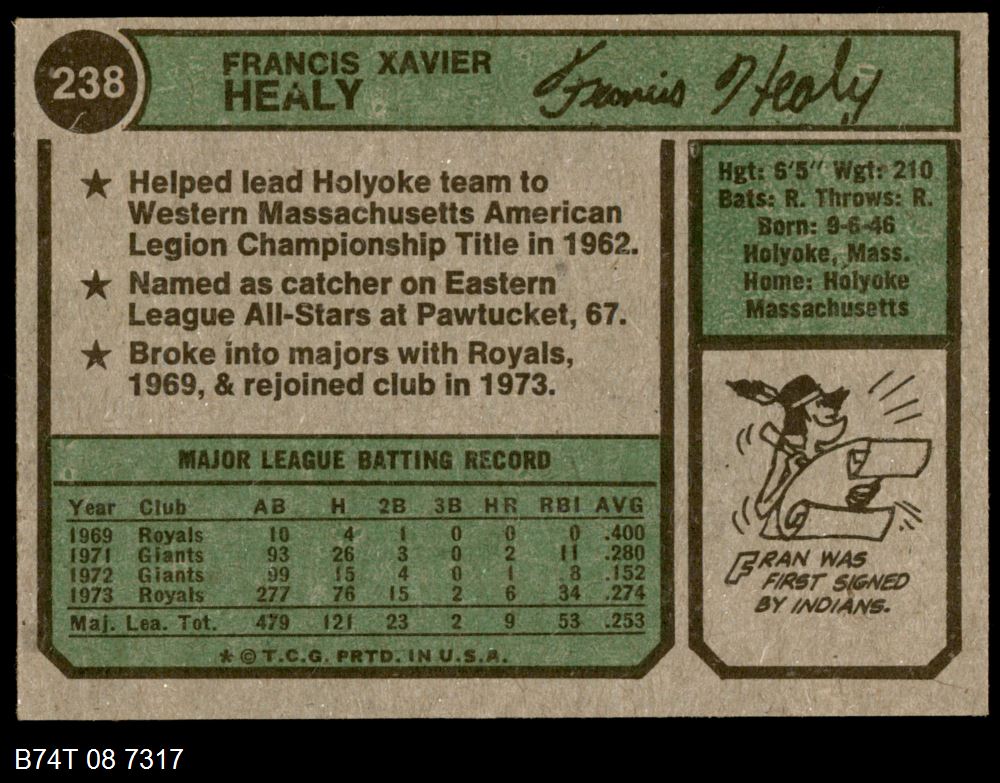 238
FRANCIS XAVIER
HEALY
Francis Healy
★ Helped lead Holyoke team to
Western Massachusetts American
Legion Championship Title in 1962.
★ Named as catcher on Eastern
League All-Stars at Pawtucket, 67.
★ Broke into majors with Royals,
1969, & rejoined club in 1973.
Hgt: 6'5" Wgt: 210
Bats: R. Throws: R.
Born: 9-6-46
Holyoke, Mass.
Home: Holyoke
Massachusetts
MAJOR LEAGUE BATTING RECORD
Year Club AB H 2B 3B HR RBI AVG
1969 Royals 10 4 1 0 0 0 .400
1971 Giants 93 26 3 0 2 11 .280
1972 Giants 99 15 4 0 1 8 .152
1973 Royals 277 76 15 2 6 34 .274
Maj. Lea. Tot. 479 121 23 2 9 53 .253
* © T.C.G. PRTD. IN U.S.A.
FRAN WAS
FIRST SIGNED
BY INDIANS.
B74T 08 7317